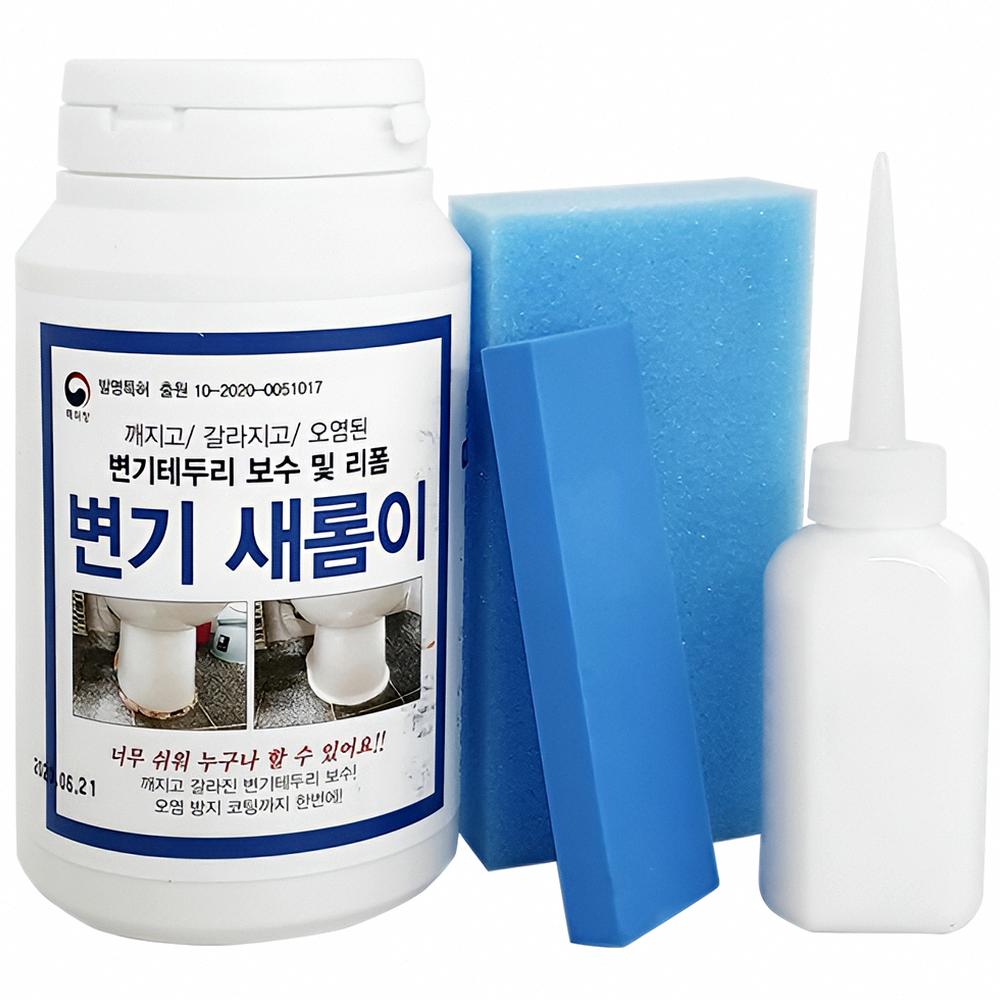 발명특허 출원 10-2020-0051017
깨지고/ 갈라지고/ 오염된
변기테두리 보수 및 리폼
변기 새롬이
너무 쉬워 누구나 할 수 있어요!!
깨지고 갈라진 변기테두리 보수!
오염 방지 코팅까지 한번에!